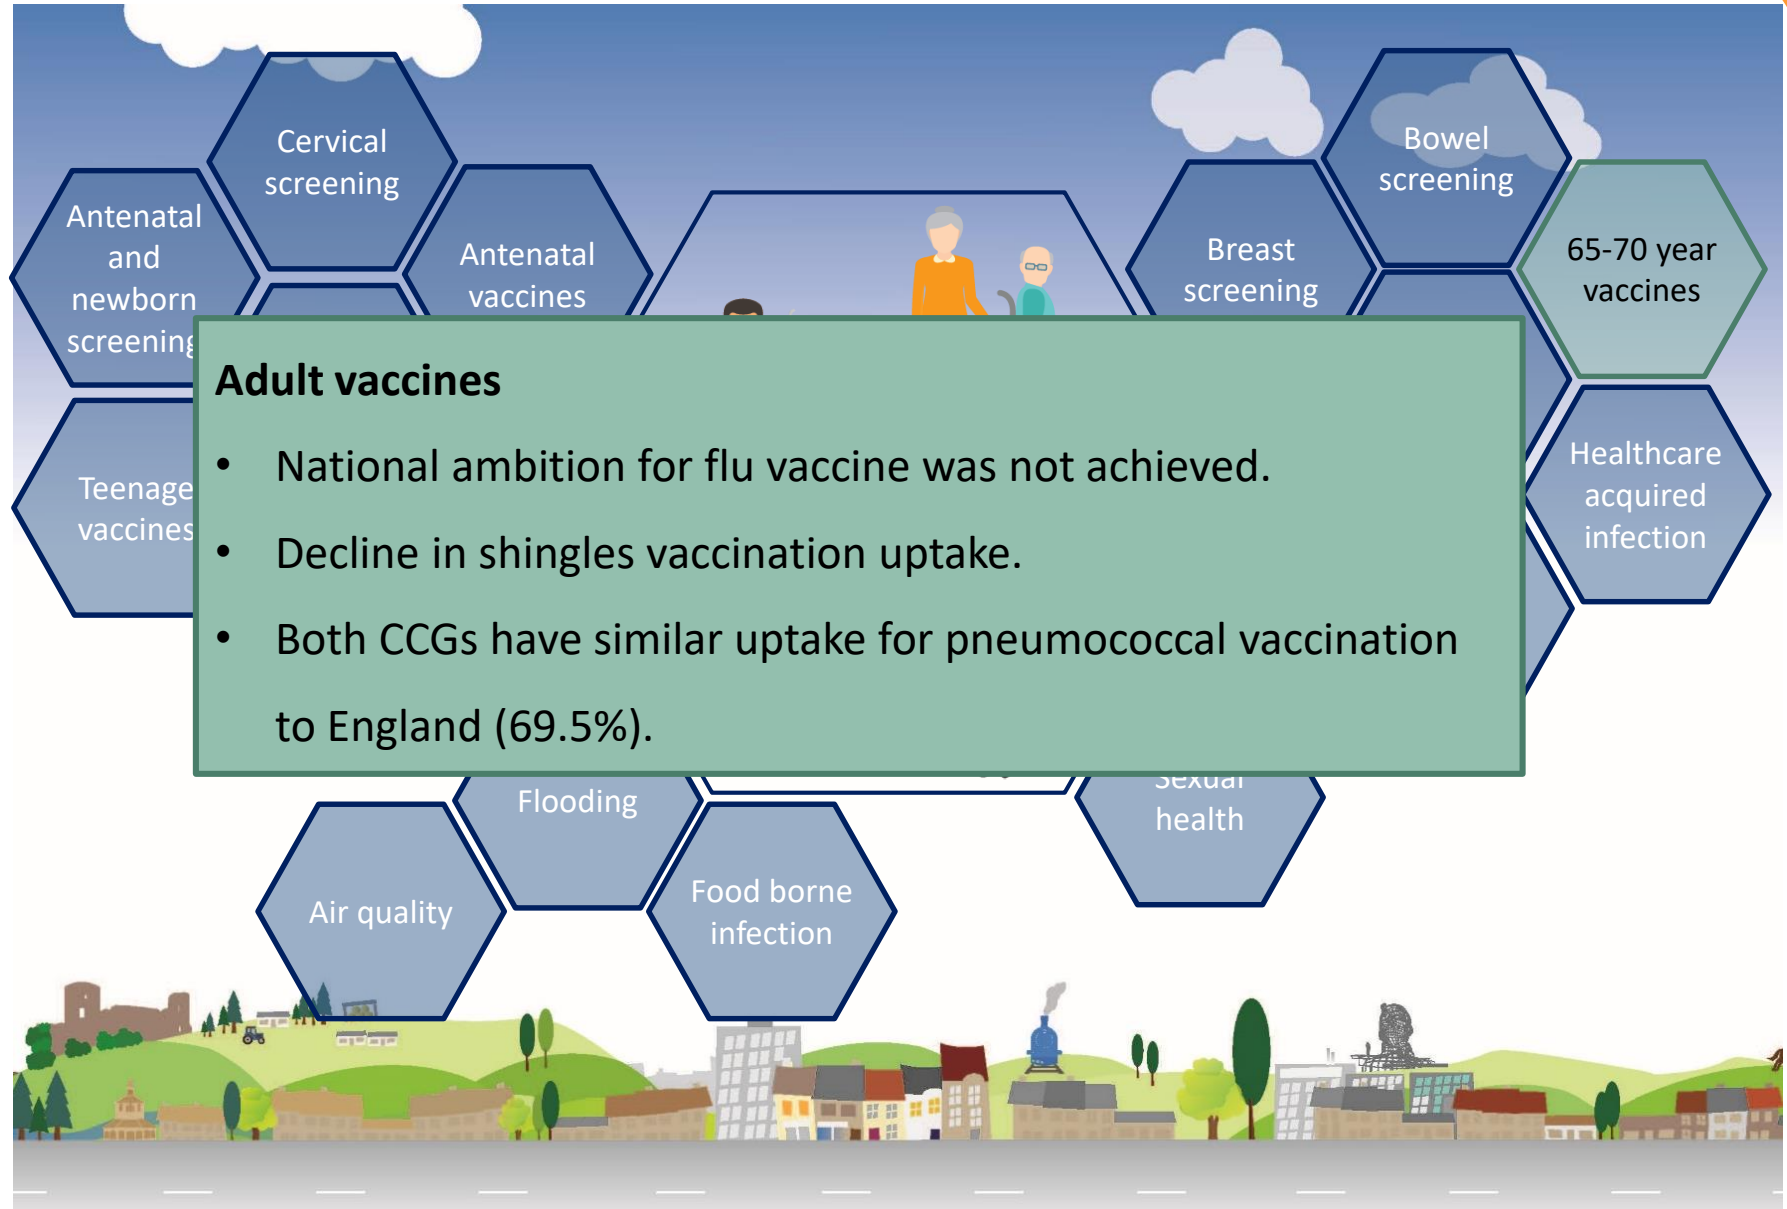 Cervical
screening
Antenatal
and
newborn
screening
Antenatal
vaccines
Teenage
vaccines
Bowel
screening
Breast
screening
65-70 year
vaccines
Healthcare
acquired
infection
Adult vaccines
• National ambition for flu vaccine was not achieved.
• Decline in shingles vaccination uptake.
• Both CCGs have similar uptake for pneumococcal vaccination
to England (69.5%).
Flooding
Sexual
health
Air quality
Food borne
infection